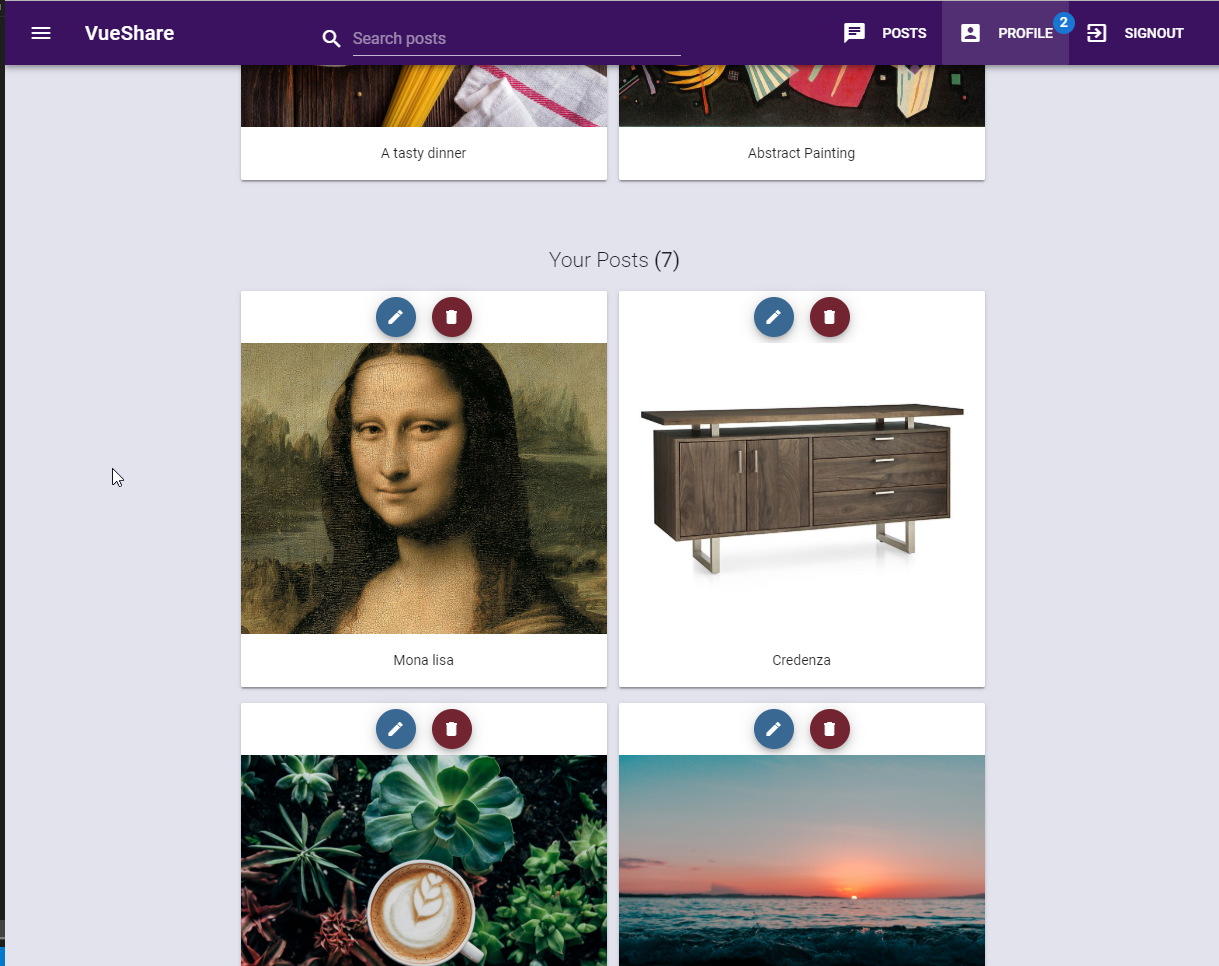 VueShare
Search posts
POSTS
PROFILE
2
SIGNOUT
A tasty dinner
Abstract Painting
Your Posts (7)
Mona lisa
Credenza